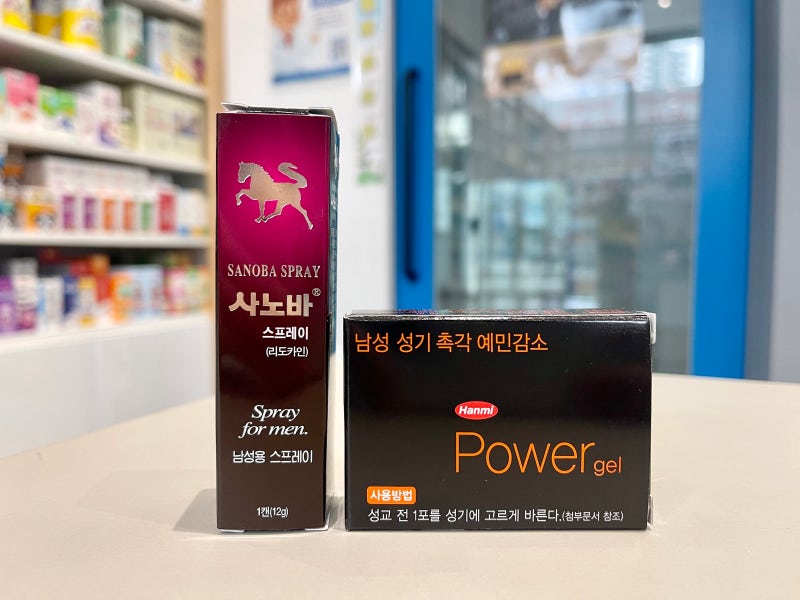 SANOBA SPRAY
사노바®
스프레이
(리도카인)
Spray
for men.
남성용 스프레이
1캔(12g)
남성 성기 촉각 예민감소
Hanmi
Power gel
사용방법
성교 전 1포를 성기에 고르게 바른다.(첨부문서 참조)